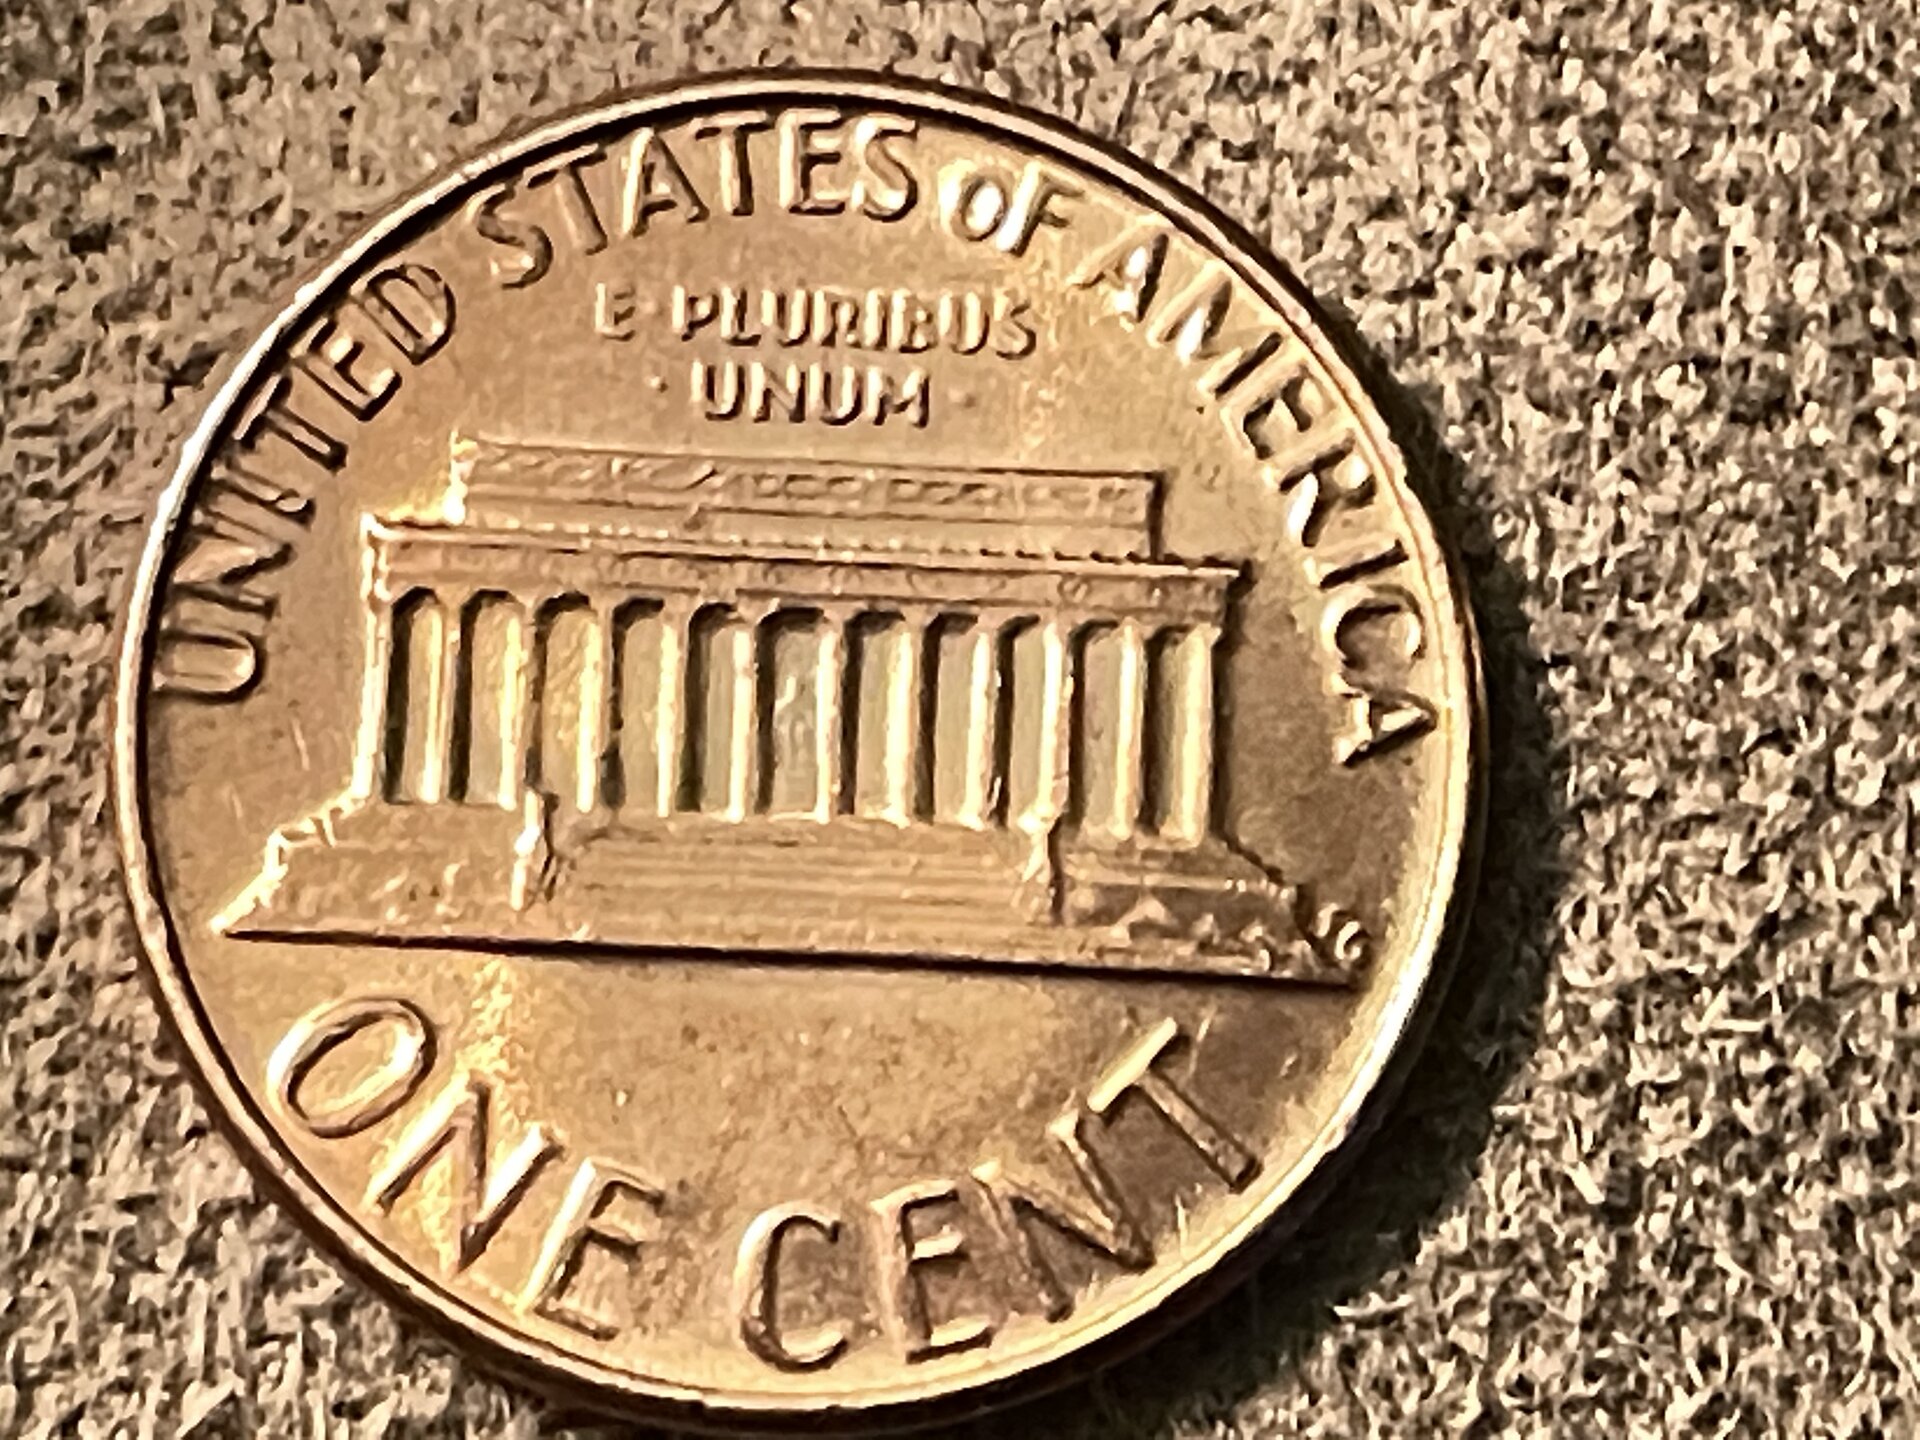 UNITED STATES OF AMERICA
E PLURIBUS
· UNUM ·
ONE CENT